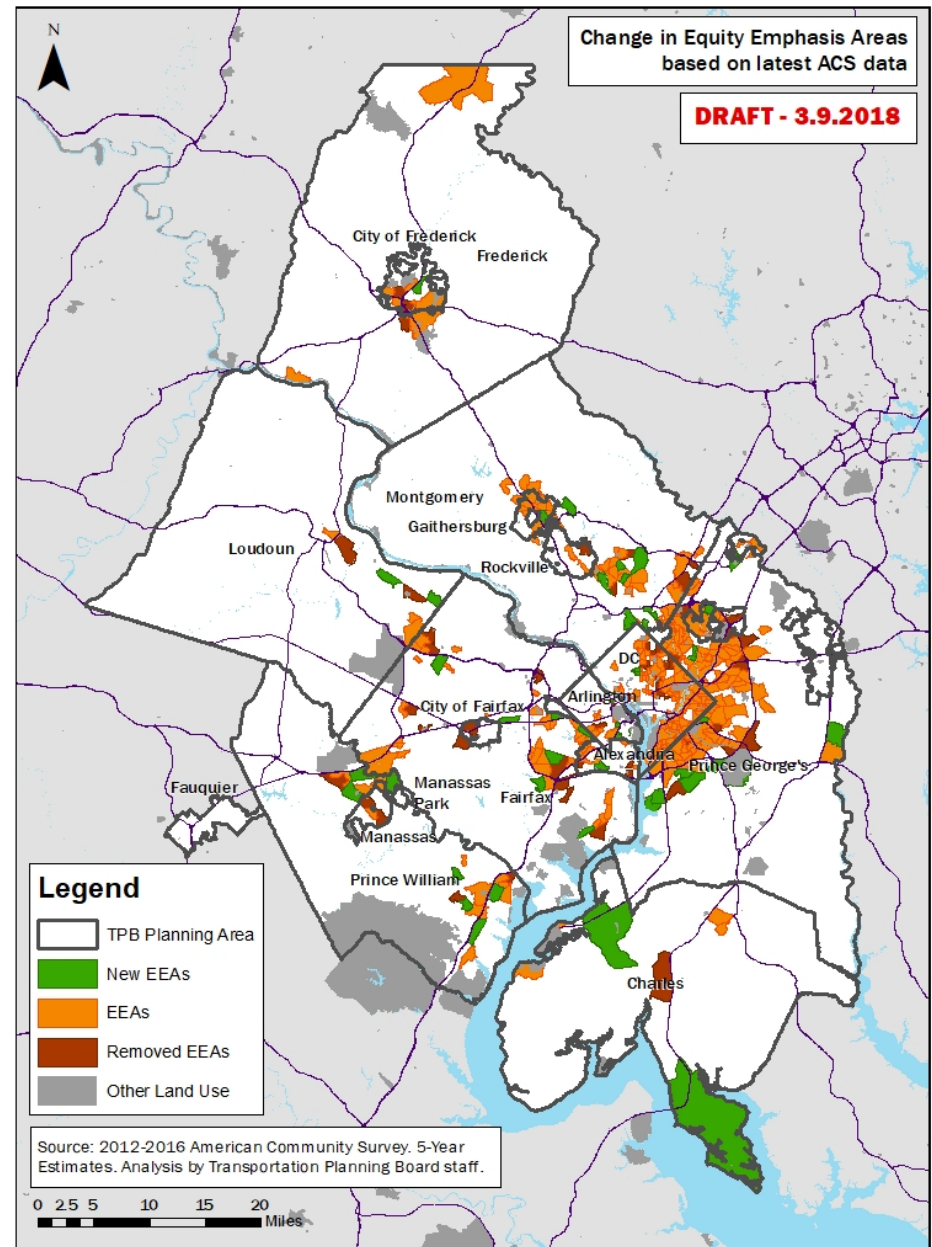 N
Change in Equity Emphasis Areas
based on latest ACS data
DRAFT - 3.9.2018
City of Frederick
Frederick
Montgomery
Gaithersburg
Loudoun
Rockville
DC
Arlington
City of Fairfax
Alexandria
Prince George's
Manassas
Park
Fairfax
Fauquier
Manassas
Prince William
Charles
Legend
TPB Planning Area
New EEAs
EEAs
Removed EEAs
Other Land Use
Source: 2012-2016 American Community Survey. 5-Year
Estimates. Analysis by Transportation Planning Board staff.
0 2.5 5 10 15 20
Miles